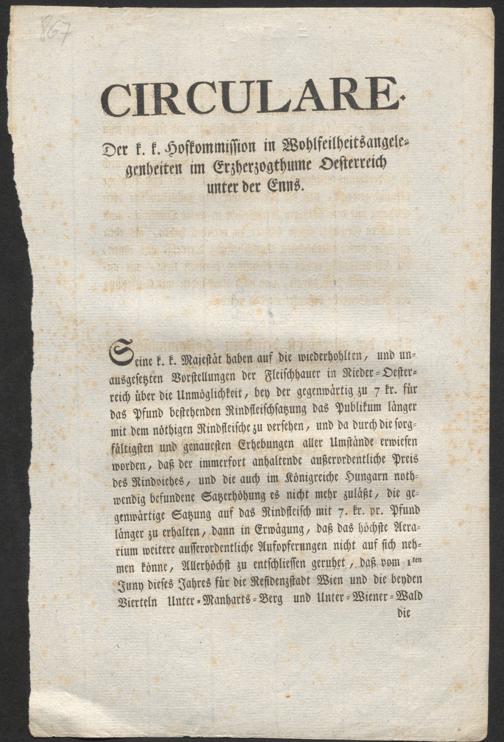 867
CIRCULARE.
Der k. k. Hofkommission in Wohlfeilheitsangele-
genheiten im Erzherzogthume Oesterreich
unter der Enns.
Seine k. k. Majestät haben auf die wiederhohlten, und un-
ausgesetzten Vorstellungen der Fleischhauer in Nieder-Oester-
reich über die Unmöglichkeit, bey der gegenwärtig zu 7 kr. für
das Pfund bestehenden Rindfleischsatzung das Publikum länger
mit dem nöthigen Rindfleische zu versehen, und da durch die sorg-
fältigsten und genauesten Erhebungen aller Umstände erwiesen
worden, daß der immerfort anhaltende außerordentliche Preis
des Rindviehes, und die auch im Königreiche Hungarn noth-
wendig befundene Satzerhöhung es nicht mehr zuläßt, die ge-
genwärtige Satzung auf das Rindfleisch mit 7. kr. pr. Pfund
länger zu erhalten, dann in Erwägung, daß das höchste Aera-
rium weitere ausserordentliche Aufopferungen nicht auf sich neh-
men könne, Allerhöchst zu entschliessen geruhet, daß vom 1ten
Juny dieses Jahres für die Residenzstadt Wien und die beyden
Vierteln Unter-Manharts-Berg und Unter-Wiener-Wald
die